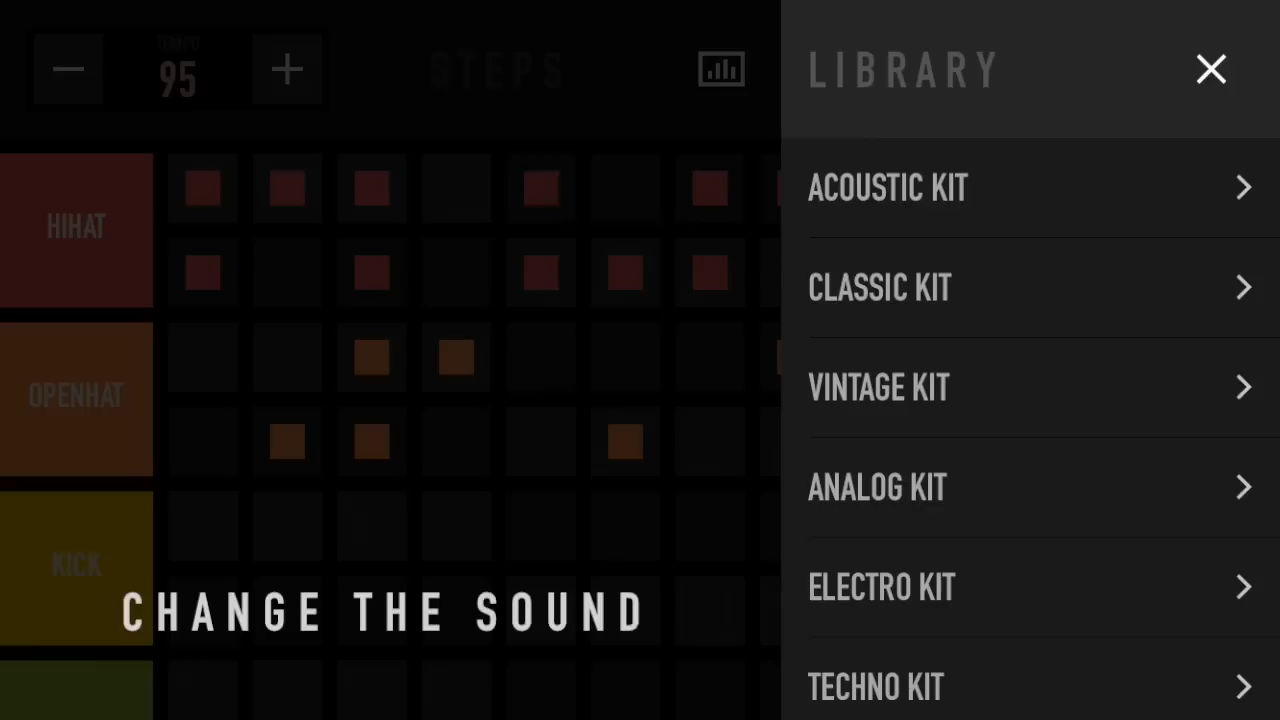 TEMPO
95
STEPS
LIBRARY
HIHAT
OPENHAT
KICK
CHANGE THE SOUND
ACOUSTIC KIT
CLASSIC KIT
VINTAGE KIT
ANALOG KIT
ELECTRO KIT
TECHNO KIT